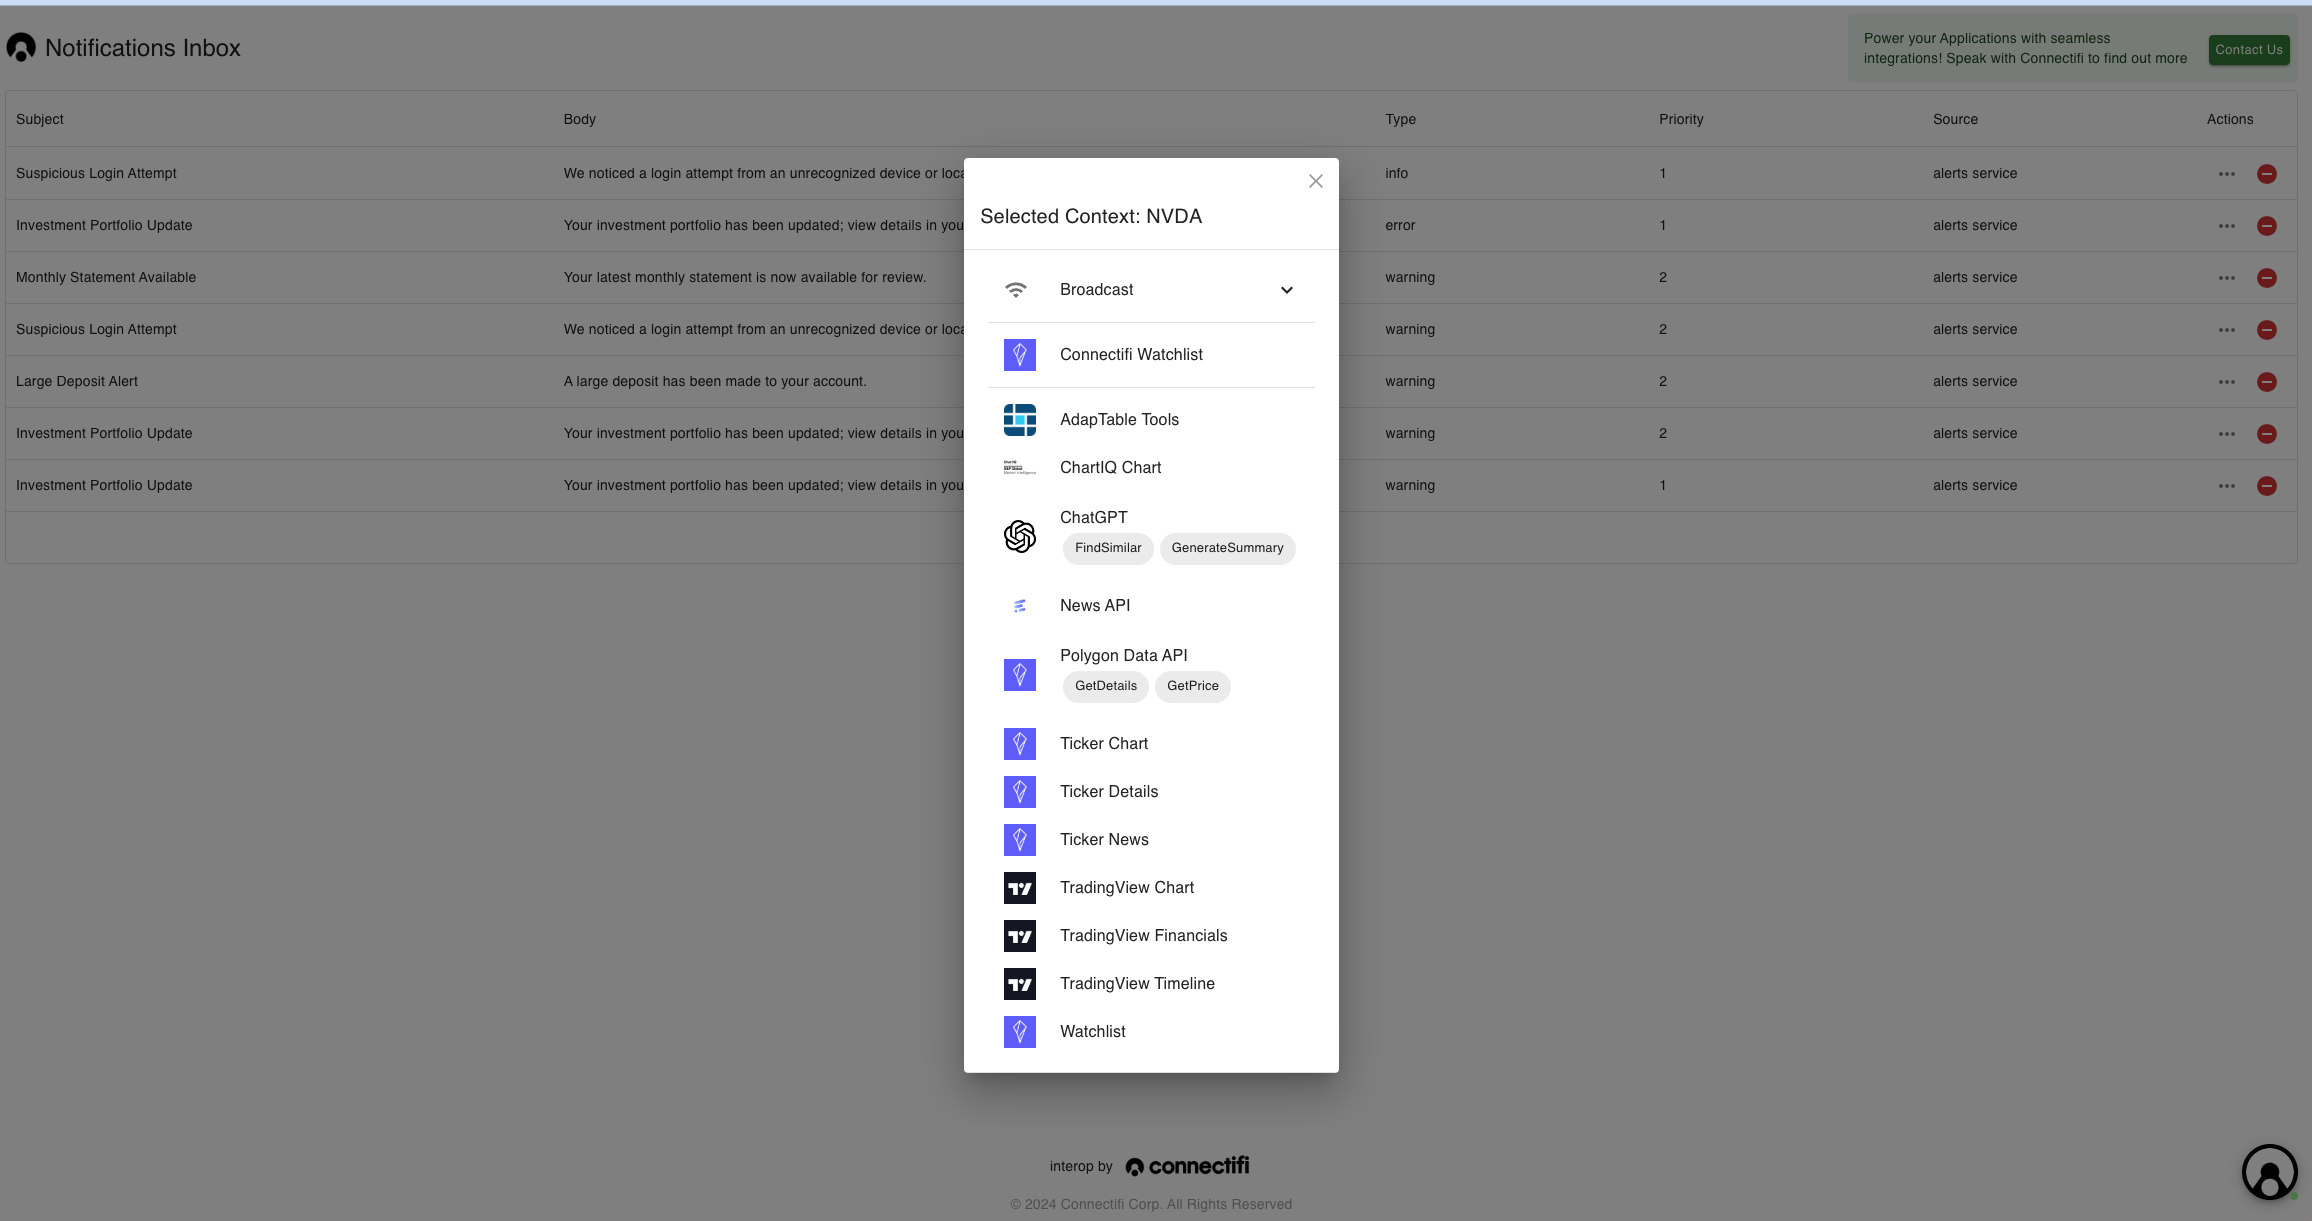 Notifications Inbox
Power your Applications with seamless
integrations! Speak with Connectifi to find out more
Contact Us
Subject Body Type Priority Source Actions
Suspicious Login Attempt We noticed a login attempt from an unrecognized device or loca info 1 alerts service
Investment Portfolio Update Your investment portfolio has been updated; view details in you error 1 alerts service
Monthly Statement Available Your latest monthly statement is now available for review. warning 2 alerts service
Suspicious Login Attempt We noticed a login attempt from an unrecognized device or loca warning 2 alerts service
Large Deposit Alert A large deposit has been made to your account. warning 2 alerts service
Investment Portfolio Update Your investment portfolio has been updated; view details in you warning 2 alerts service
Investment Portfolio Update Your investment portfolio has been updated; view details in you warning 1 alerts service
Selected Context: NVDA
Broadcast
Connectifi Watchlist
AdapTable Tools
ChartIQ Chart
ChatGPT
FindSimilar GenerateSummary
News API
Polygon Data API
GetDetails GetPrice
Ticker Chart
Ticker Details
Ticker News
TradingView Chart
TradingView Financials
TradingView Timeline
Watchlist
interop by connectifi
© 2024 Connectifi Corp. All Rights Reserved